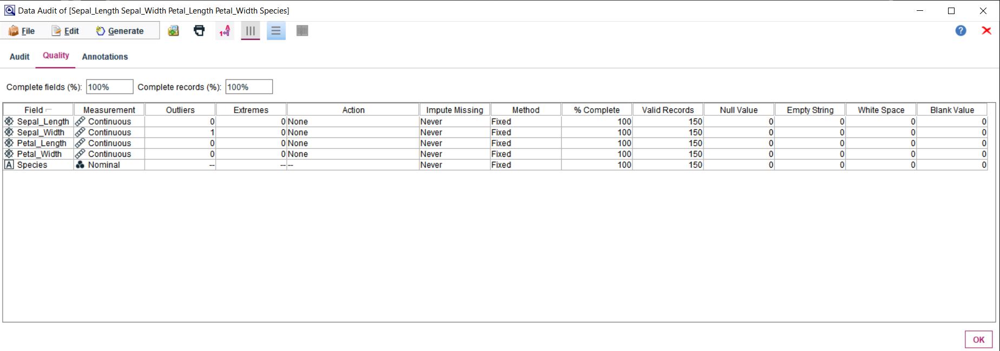 Data Audit of [Sepal_Length Sepal_Width Petal_Length Petal_Width Species]
File Edit Generate
Audit Quality Annotations
Complete fields (%): 100% Complete records (%): 100%
Field Measurement Outliers Extremes Action Impute Missing Method % Complete Valid Records Null Value Empty String White Space Blank Value
Sepal_Length Continuous 0 0 None Never Fixed 100 150 0 0 0 0
Sepal_Width Continuous 1 0 None Never Fixed 100 150 0 0 0 0
Petal_Length Continuous 0 0 None Never Fixed 100 150 0 0 0 0
Petal_Width Continuous 0 0 None Never Fixed 100 150 0 0 0 0
A Species Nominal -- -- -- Never Fixed 100 150 0 0 0 0
OK